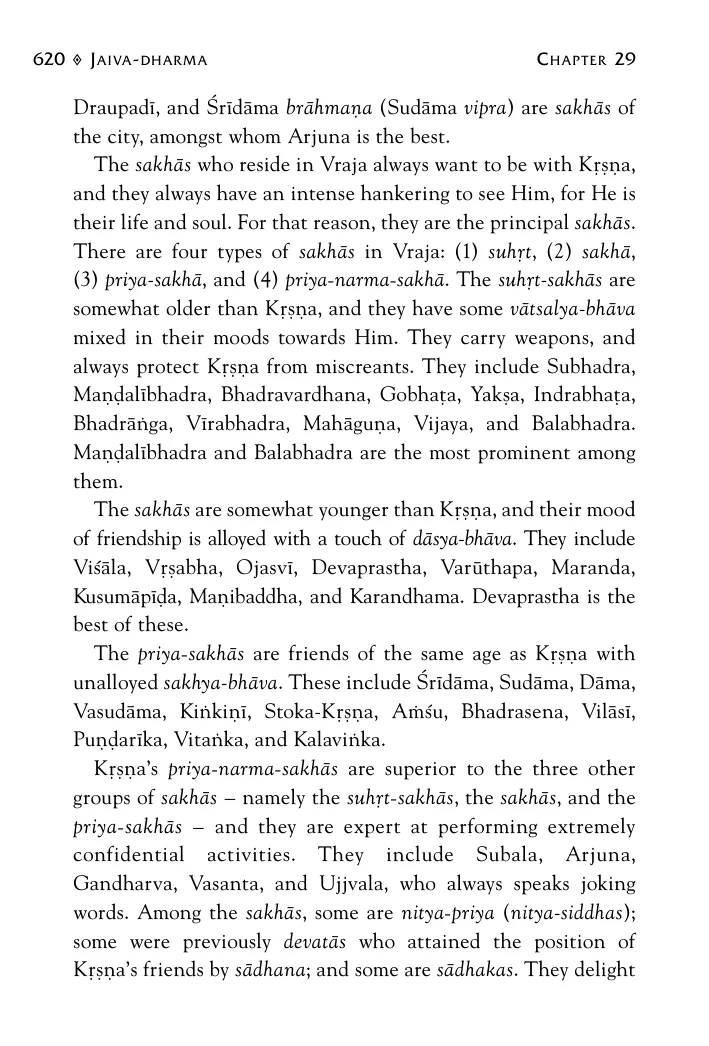 620 ◈ Jaiva-dharma Chapter 29
Draupadī, and Śrīdāma brāhmaṇa (Sudāma vipra) are sakhās of
the city, amongst whom Arjuna is the best.
The sakhās who reside in Vraja always want to be with Kṛṣṇa,
and they always have an intense hankering to see Him, for He is
their life and soul. For that reason, they are the principal sakhās.
There are four types of sakhās in Vraja: (1) suhṛt, (2) sakhā,
(3) priya-sakhā, and (4) priya-narma-sakhā. The suhṛt-sakhās are
somewhat older than Kṛṣṇa, and they have some vātsalya-bhāva
mixed in their moods towards Him. They carry weapons, and
always protect Kṛṣṇa from miscreants. They include Subhadra,
Maṇḍalībhadra, Bhadravardhana, Gobhaṭa, Yakṣa, Indrabhaṭa,
Bhadrāṅga, Vīrabhadra, Mahāguṇa, Vijaya, and Balabhadra.
Maṇḍalībhadra and Balabhadra are the most prominent among
them.
The sakhās are somewhat younger than Kṛṣṇa, and their mood
of friendship is alloyed with a touch of dāsya-bhāva. They include
Viśāla, Vṛṣabha, Ojasvī, Devaprastha, Varūthapa, Maranda,
Kusumāpīḍa, Maṇibaddha, and Karandhama. Devaprastha is the
best of these.
The priya-sakhās are friends of the same age as Kṛṣṇa with
unalloyed sakhya-bhāva. These include Śrīdāma, Sudāma, Dāma,
Vasudāma, Kiṅkiṇī, Stoka-Kṛṣṇa, Aṁśu, Bhadrasena, Vilāsī,
Puṇḍarīka, Vitaṅka, and Kalaviṅka.
Kṛṣṇa’s priya-narma-sakhās are superior to the three other
groups of sakhās – namely the suhṛt-sakhās, the sakhās, and the
priya-sakhās – and they are expert at performing extremely
confidential activities. They include Subala, Arjuna,
Gandharva, Vasanta, and Ujjvala, who always speaks joking
words. Among the sakhās, some are nitya-priya (nitya-siddhas);
some were previously devatās who attained the position of
Kṛṣṇa’s friends by sādhana; and some are sādhakas. They delight